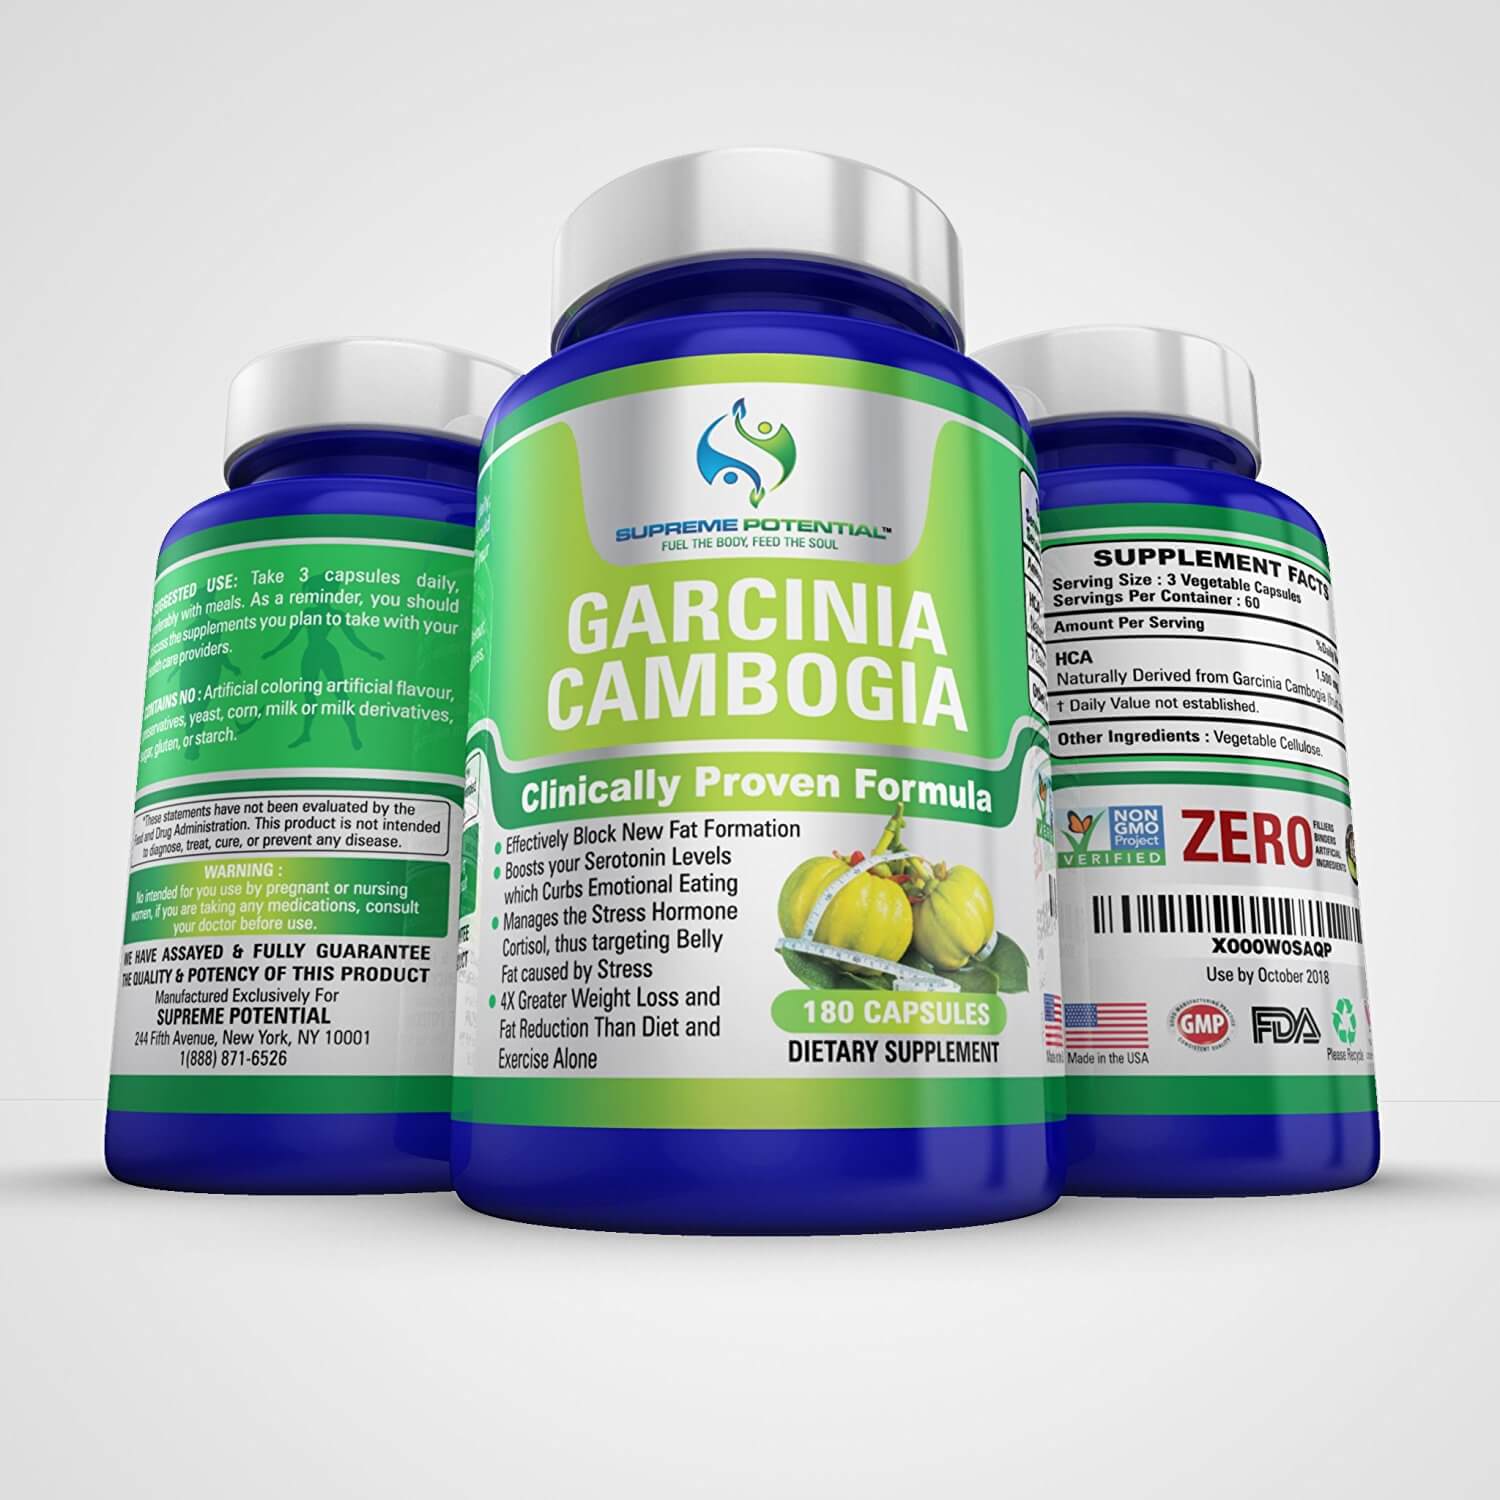 SUPREME POTENTIAL™
FUEL THE BODY, FEED THE SOUL
GARCINIA
CAMBOGIA
Clinically Proven Formula
• Effectively Block New Fat Formation
• Boosts your Serotonin Levels
which Curbs Emotional Eating
• Manages the Stress Hormone
Cortisol, thus targeting Belly
Fat caused by Stress
• 4X Greater Weight Loss and
Fat Reduction Than Diet and
Exercise Alone
180 CAPSULES
DIETARY SUPPLEMENT
USE: Take 3 capsules daily,
with meals. As a reminder, you should
the supplements you plan to take with your
care providers.
NO : Artificial coloring artificial flavour,
yeast, corn, milk or milk derivatives,
gluten, or starch.
*These statements have not been evaluated by the
and Drug Administration. This product is not intended
to diagnose, treat, cure, or prevent any disease.
WARNING :
No intended for you use by pregnant or nursing
women, if you are taking any medications, consult
your doctor before use.
WE HAVE ASSAYED & FULLY GUARANTEE
THE QUALITY & POTENCY OF THIS PRODUCT
Manufactured Exclusively For
SUPREME POTENTIAL
244 Fifth Avenue, New York, NY 10001
1(888) 871-6526
SUPPLEMENT FACTS
Serving Size : 3 Vegetable Capsules
Servings Per Container : 60
Amount Per Serving
HCA
1,500 mg
Naturally Derived from Garcinia Cambogia
† Daily Value not established.
Other Ingredients : Vegetable Cellulose.
NON
GMO
Project
VERIFIED
ZERO
FILLERS
BINDERS
ARTIFICIAL
INGREDIENTS
X000W0SAQP
Use by October 2018
Made in the USA
GMP
FDA
Please Recycle